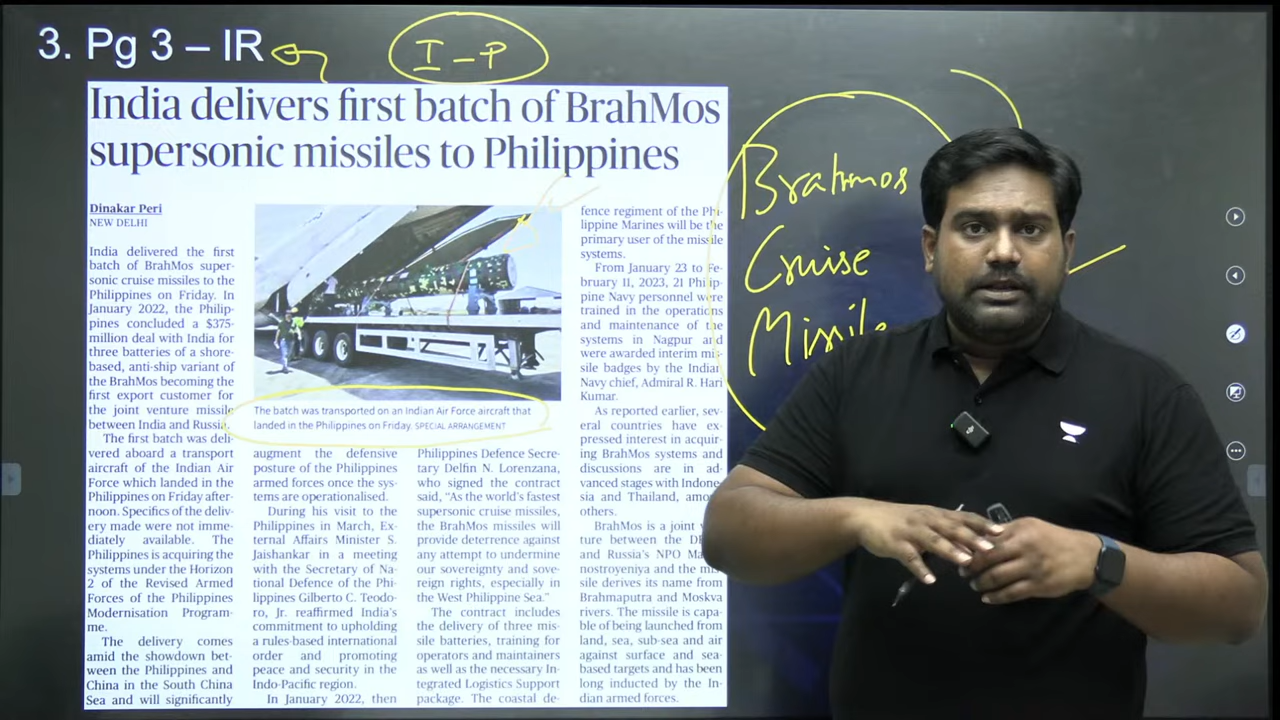 3. Pg 3 – IR
I – P
India delivers first batch of BrahMos
supersonic missiles to Philippines
Dinakar Peri
NEW DELHI
India delivered the first
batch of BrahMos super-
sonic cruise missiles to the
Philippines on Friday. In
January 2022, the Philip-
pines concluded a $375-
million deal with India for
three batteries of a shore-
based, anti-ship variant of
the BrahMos becoming the
first export customer for
the joint venture missile
between India and Russia.
The first batch was deli-
vered aboard a transport
aircraft of the Indian Air
Force which landed in the
Philippines on Friday after-
noon. Specifics of the deliv-
ery made were not imme-
diately available. The
Philippines is acquiring the
systems under the Horizon
2 of the Revised Armed
Forces of the Philippines
Modernisation Program-
me.
The delivery comes
amid the showdown bet-
ween the Philippines and
China in the South China
Sea and will significantly
The batch was transported on an Indian Air Force aircraft that
landed in the Philippines on Friday. SPECIAL ARRANGEMENT
augment the defensive
posture of the Philippines
armed forces once the sys-
tems are operationalised.
During his visit to the
Philippines in March, Ex-
ternal Affairs Minister S.
Jaishankar in a meeting
with the Secretary of Na-
tional Defence of the Phi-
lippines Gilberto C. Teodo-
ro, Jr. reaffirmed India's
commitment to upholding
a rules-based international
order and promoting
peace and security in the
Indo-Pacific region.
In January 2022, then
Philippines Defence Secre-
tary Delfin N. Lorenzana,
who signed the contract
said, "As the world's fastest
supersonic cruise missiles,
the BrahMos missiles will
provide deterrence against
any attempt to undermine
our sovereignty and sove-
reign rights, especially in
the West Philippine Sea."
The contract includes
the delivery of three mis-
sile batteries, training for
operators and maintainers
as well as the necessary In-
tegrated Logistics Support
package. The coastal de-
fence regiment of the Phi-
lippine Marines will be the
primary user of the missile
systems.
From January 23 to Fe-
bruary 11, 2023, 21 Philip-
pine Navy personnel were
trained in the operations
and maintenance of the
systems in Nagpur and
were awarded interim mis-
sile badges by the Indian
Navy chief, Admiral R. Hari
Kumar.
As reported earlier, sev-
eral countries have ex-
pressed interest in acquir-
ing BrahMos systems and
discussions are in ad-
vanced stages with Indone-
sia and Thailand, among
others.
BrahMos is a joint
ture between the
and Russia's NPO
nostroyeniya and the
sile derives its name from
Brahmaputra and Moskva
rivers. The missile is capa-
ble of being launched from
land, sea, sub-sea and air
against surface and sea-
based targets and has been
long inducted by the In-
dian armed forces.
Brahmos
Cruise
Missile